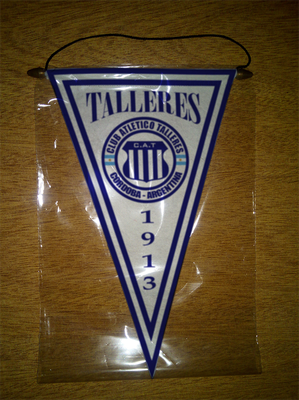 TALLERES
CLUB ATLETICO TALLERES
C.A.T
CORDOBA - ARGENTINA
1913